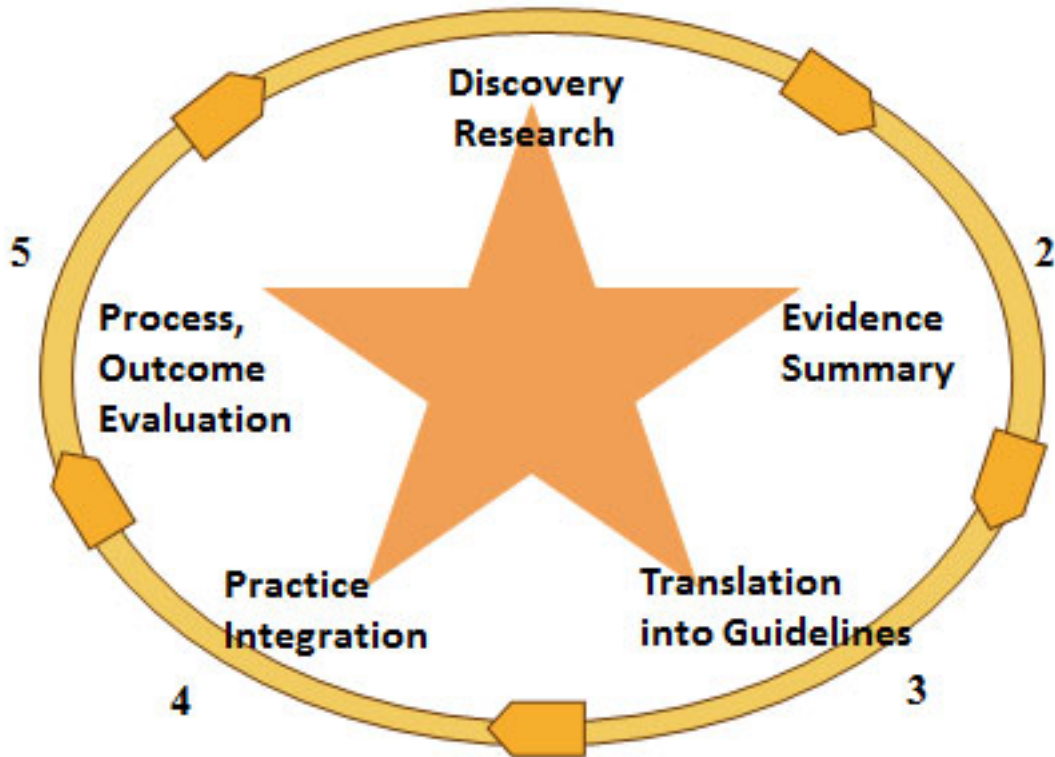 Discovery
Research
2
Evidence
Summary
3
Translation
into Guidelines
4
Practice
Integration
5
Process,
Outcome
Evaluation